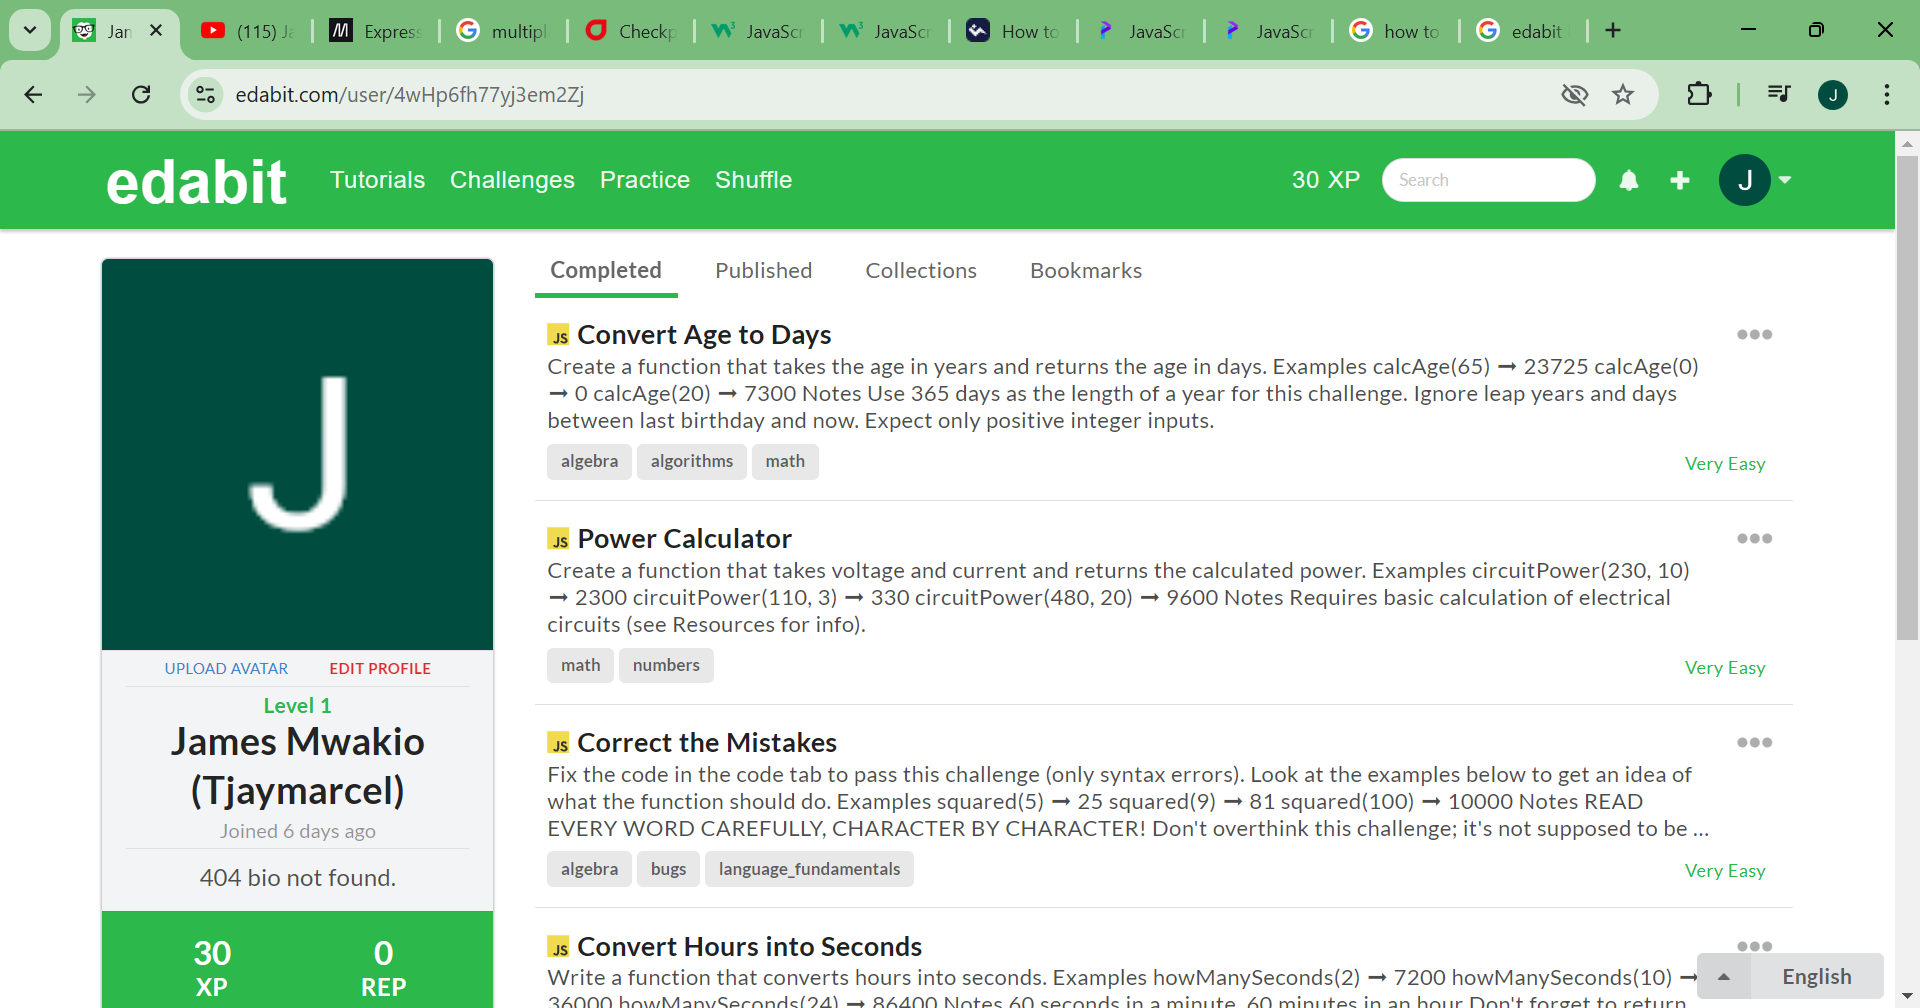 Jan
(115) Ja
Express
multipl
Checkp
JavaScr
JavaScr
How to
JavaScr
JavaScr
how to
edabit
edabit.com/user/4wHp6fh77yj3em2Zj
J
edabit
Tutorials
Challenges
Practice
Shuffle
30 XP
Search
J
J
UPLOAD AVATAR
EDIT PROFILE
Level 1
James Mwakio
(Tjaymarcel)
Joined 6 days ago
404 bio not found.
30
XP
0
REP
Completed
Published
Collections
Bookmarks
JS Convert Age to Days
Create a function that takes the age in years and returns the age in days. Examples calcAge(65) ➞ 23725 calcAge(0)
➞ 0 calcAge(20) ➞ 7300 Notes Use 365 days as the length of a year for this challenge. Ignore leap years and days
between last birthday and now. Expect only positive integer inputs.
algebra
algorithms
math
Very Easy
JS Power Calculator
Create a function that takes voltage and current and returns the calculated power. Examples circuitPower(230, 10)
➞ 2300 circuitPower(110, 3) ➞ 330 circuitPower(480, 20) ➞ 9600 Notes Requires basic calculation of electrical
circuits (see Resources for info).
math
numbers
Very Easy
JS Correct the Mistakes
Fix the code in the code tab to pass this challenge (only syntax errors). Look at the examples below to get an idea of
what the function should do. Examples squared(5) ➞ 25 squared(9) ➞ 81 squared(100) ➞ 10000 Notes READ
EVERY WORD CAREFULLY, CHARACTER BY CHARACTER! Don't overthink this challenge; it's not supposed to be ...
algebra
bugs
language_fundamentals
Very Easy
JS Convert Hours into Seconds
Write a function that converts hours into seconds. Examples howManySeconds(2) ➞ 7200 howManySeconds(10) ➞
36000 howManySeconds(24) ➞ 86400 Notes 60 seconds in a minute, 60 minutes in an hour Don't forget to return
English